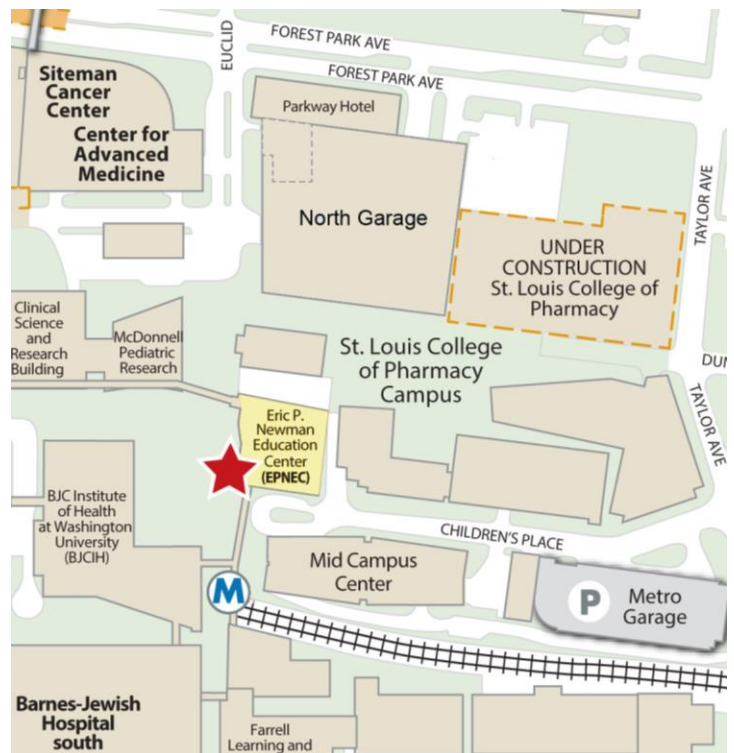 FOREST PARK AVE
FOREST PARK AVE
EUCLID
Siteman
Cancer
Center
Center for
Advanced
Medicine
Parkway Hotel
North Garage
TAYLOR AVE
UNDER
CONSTRUCTION
St. Louis College of
Pharmacy
Clinical
Science
and
Research
Building
McDonnell
Pediatric
Research
St. Louis College
of Pharmacy
Campus
DUN
TAYLOR AVE
Eric P.
Newman
Education
Center
(EPNEC)
BJC Institute
of Health
at Washington
University
(BJCIH)
CHILDREN'S PLACE
Mid Campus
Center
M
P
Metro
Garage
Barnes-Jewish
Hospital
south
Farrell
Learning and